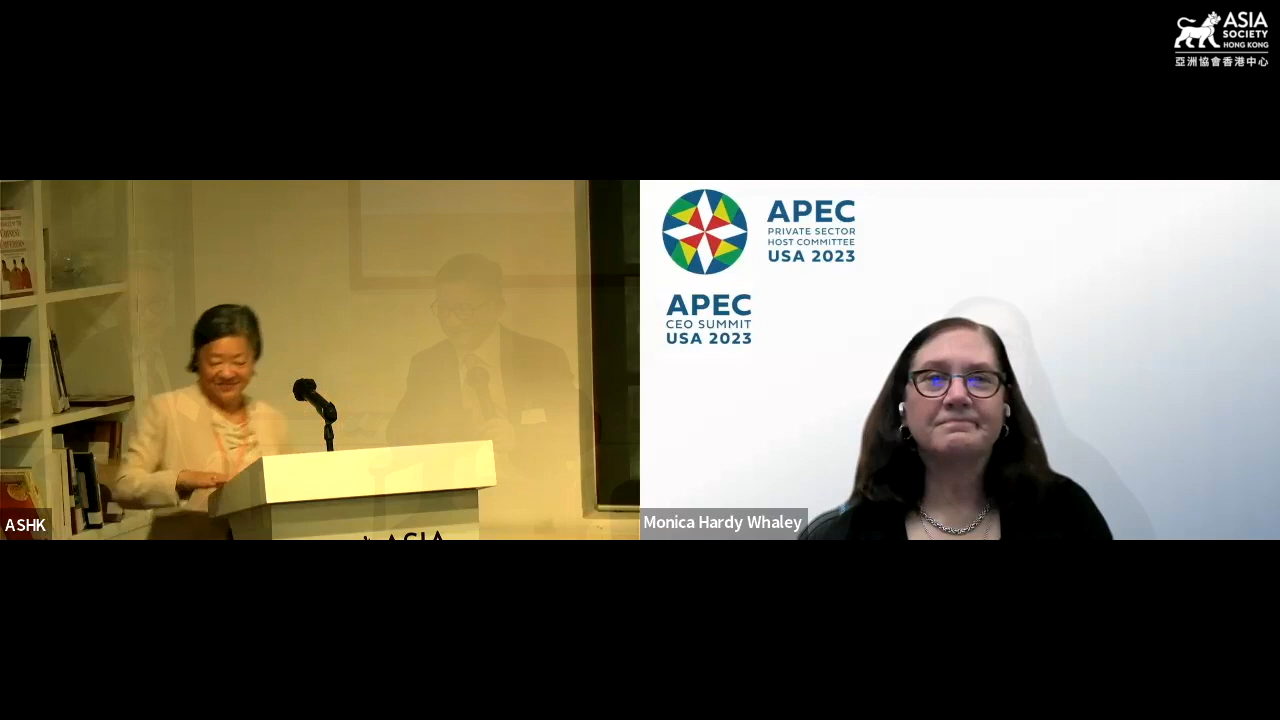 ASIA
SOCIETY
HONG KONG
亞洲協會香港中心
APEC
PRIVATE SECTOR
HOST COMMITTEE
USA 2023
APEC
CEO SUMMIT
USA 2023
ASHK
ASIA
Monica Hardy Whaley